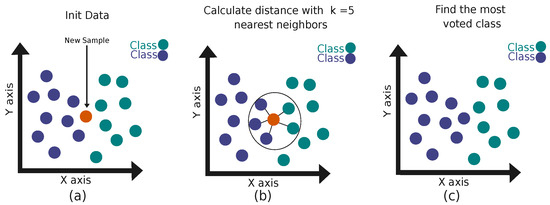 Init Data
New Sample
Class
Class
Y axis
X axis
(a)
Calculate distance with k =5
nearest neighbors
Class
Class
Y axis
X axis
(b)
Find the most
voted class
Class
Class
Y axis
X axis
(c)